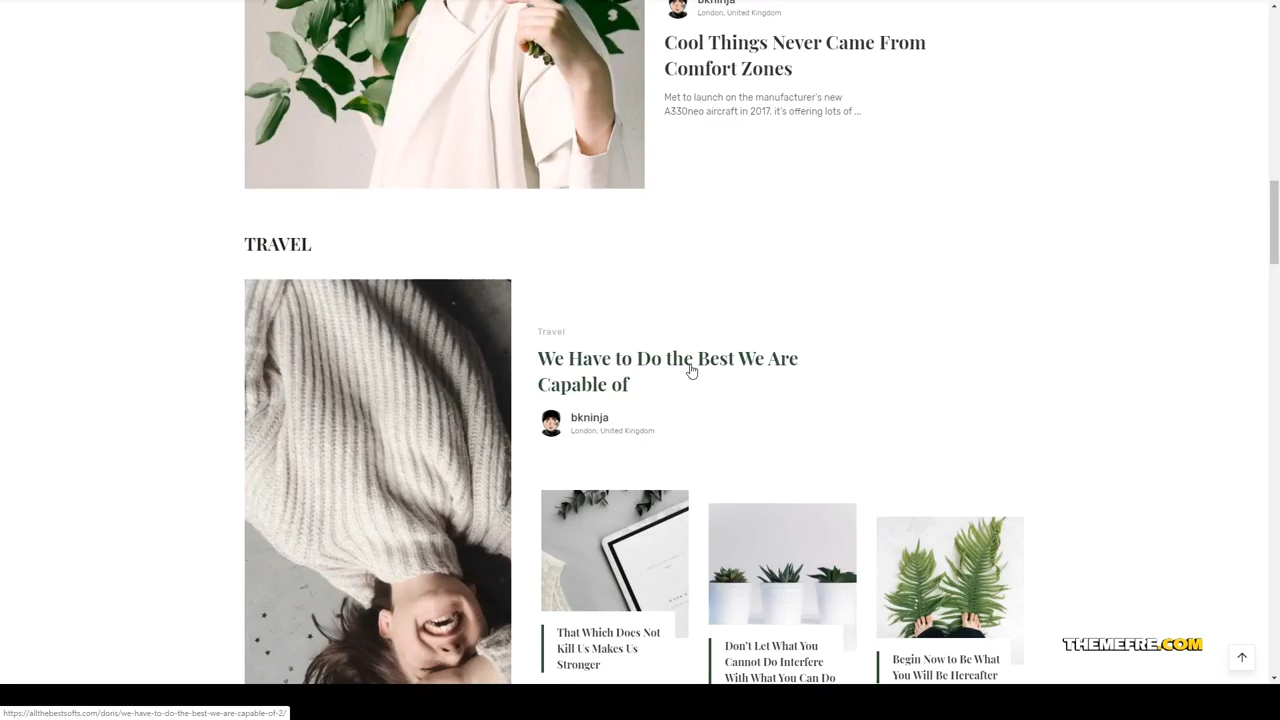 bkninja
London, United Kingdom
Cool Things Never Came From
Comfort Zones
Met to launch on the manufacturer's new
A330neo aircraft in 2017. it's offering lots of ...
TRAVEL
Travel
We Have to Do the Best We Are
Capable of
bkninja
London, United Kingdom
That Which Does Not
Kill Us Makes Us
Stronger
Don't Let What You
Cannot Do Interfere
With What You Can Do
Begin Now to Be What
You Will Be Hereafter
THEMEFRE.COM
https://allthebestsofts.com/doris/we-have-to-do-the-best-we-are-capable-of-2/